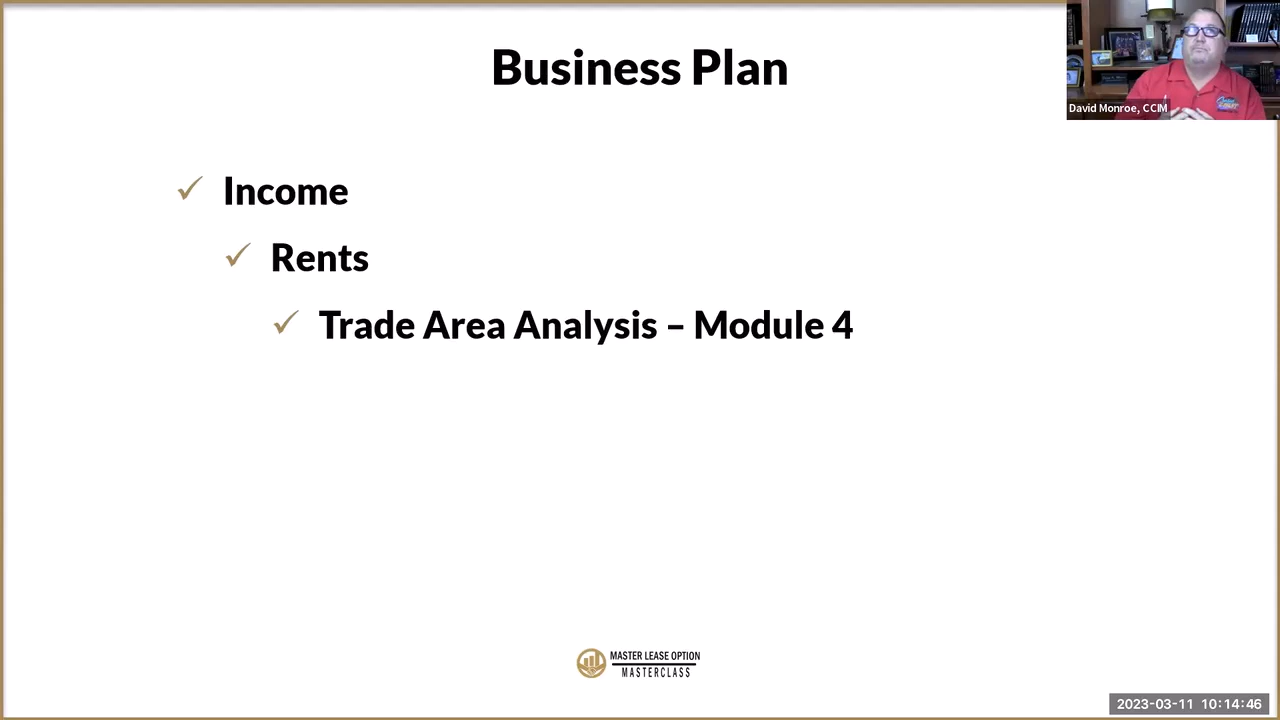 Business Plan
David Monroe, CCIM
✓ Income
✓ Rents
✓ Trade Area Analysis – Module 4
MASTER LEASE OPTION
MASTERCLASS
2023-03-11 10:14:46